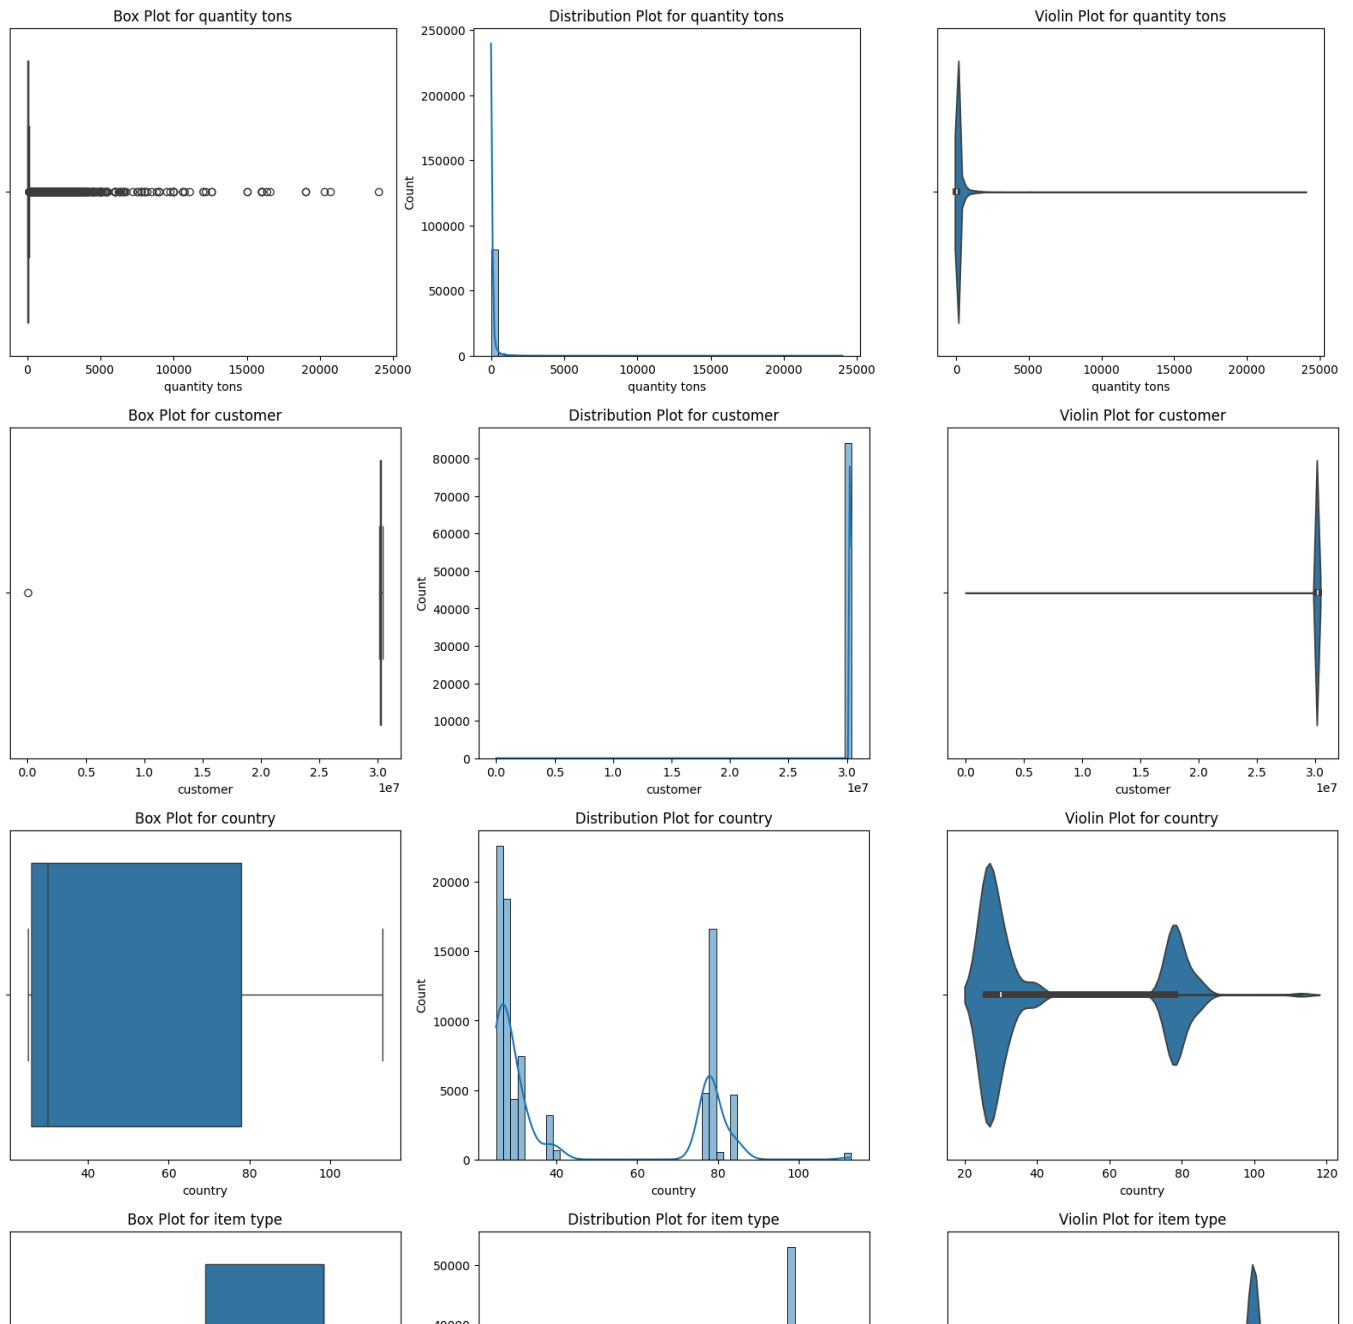 Box Plot for quantity tons
0 5000 10000 15000 20000 25000
quantity tons
Distribution Plot for quantity tons
250000
200000
150000
100000
50000
0
Count
0 5000 10000 15000 20000 25000
quantity tons
Violin Plot for quantity tons
0 5000 10000 15000 20000 25000
quantity tons
Box Plot for customer
0.0 0.5 1.0 1.5 2.0 2.5 3.0
customer
1e7
Distribution Plot for customer
80000
70000
60000
50000
40000
30000
20000
10000
0
Count
0.0 0.5 1.0 1.5 2.0 2.5 3.0
customer
1e7
Violin Plot for customer
0.0 0.5 1.0 1.5 2.0 2.5 3.0
customer
1e7
Box Plot for country
40 60 80 100
country
Distribution Plot for country
20000
15000
10000
5000
0
Count
40 60 80 100
country
Violin Plot for country
20 40 60 80 100 120
country
Box Plot for item type
Distribution Plot for item type
50000
Violin Plot for item type